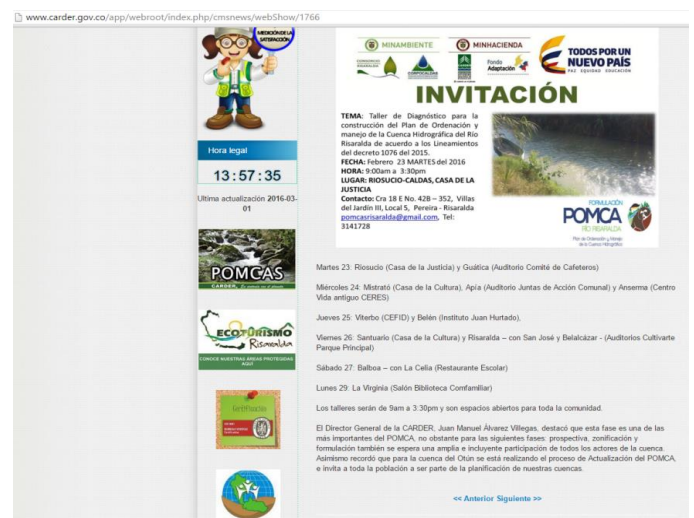 www.carder.gov.co/app/webroot/index.php/cmsnews/webShow/1766
MEDICIÓN DE LA
SATISFACCIÓN
Hora legal
13:57:35
Ultima actualización 2016-03-
01
POMCAS
ECOTURISMO
Risaralda
CONOCE NUESTRAS ÁREAS PROTEGIDAS
AQUÍ
MINAMBIENTE
MINHACIENDA
TODOS POR UN
NUEVO PAÍS
PAZ EQUIDAD EDUCACIÓN
CORPOCALDAS
Fondo
Adaptación
INVITACIÓN
TEMA: Taller de Diagnóstico para la
construcción del Plan de Ordenación y
manejo de la Cuenca Hidrográfica del Río
Risaralda de acuerdo a los Lineamientos
del decreto 1076 del 2015.
FECHA: Febrero 23 MARTES del 2016
HORA: 9:00am a 3:30pm
LUGAR: RIOSUCIO-CALDAS, CASA DE LA
JUSTICIA
Contacto: Cra 18 E No. 42B – 352, Villas
del Jardín III, Local 5, Pereira - Risaralda
pomcasrisaralda@gmail.com, Tel:
3141728
FORMULACIÓN
POMCA
RÍO RISARALDA
Plan de Ordenación y Manejo
de la Cuenca Hidrográfica
Martes 23: Riosucio (Casa de la Justicia) y Guática (Auditorio Comité de Cafeteros)
Miércoles 24: Mistrató (Casa de la Cultura), Apía (Auditorio Juntas de Acción Comunal) y Anserma (Centro
Vida antiguo CERES)
Jueves 25: Viterbo (CEFID) y Belén (Instituto Juan Hurtado),
Viernes 26: Santuario (Casa de la Cultura) y Risaralda – con San José y Belalcázar - (Auditorios Cultivarte
Parque Principal)
Sábado 27: Balboa – con La Celia (Restaurante Escolar)
Lunes 29: La Virginia (Salón Biblioteca Comfamiliar)
Los talleres serán de 9am a 3:30pm y son espacios abiertos para toda la comunidad.
El Director General de la CARDER, Juan Manuel Álvarez Villegas, destacó que esta fase es una de las
más importantes del POMCA, no obstante para las siguientes fases: prospectiva, zonificación y
formulación también se espera una amplia e incluyente participación de todos los actores de la cuenca.
Asimismo recordó que para la cuenca del Otún se está realizando el proceso de Actualización del POMCA,
e invita a toda la población a ser parte de la planificación de nuestras cuencas.
<< Anterior Siguiente >>